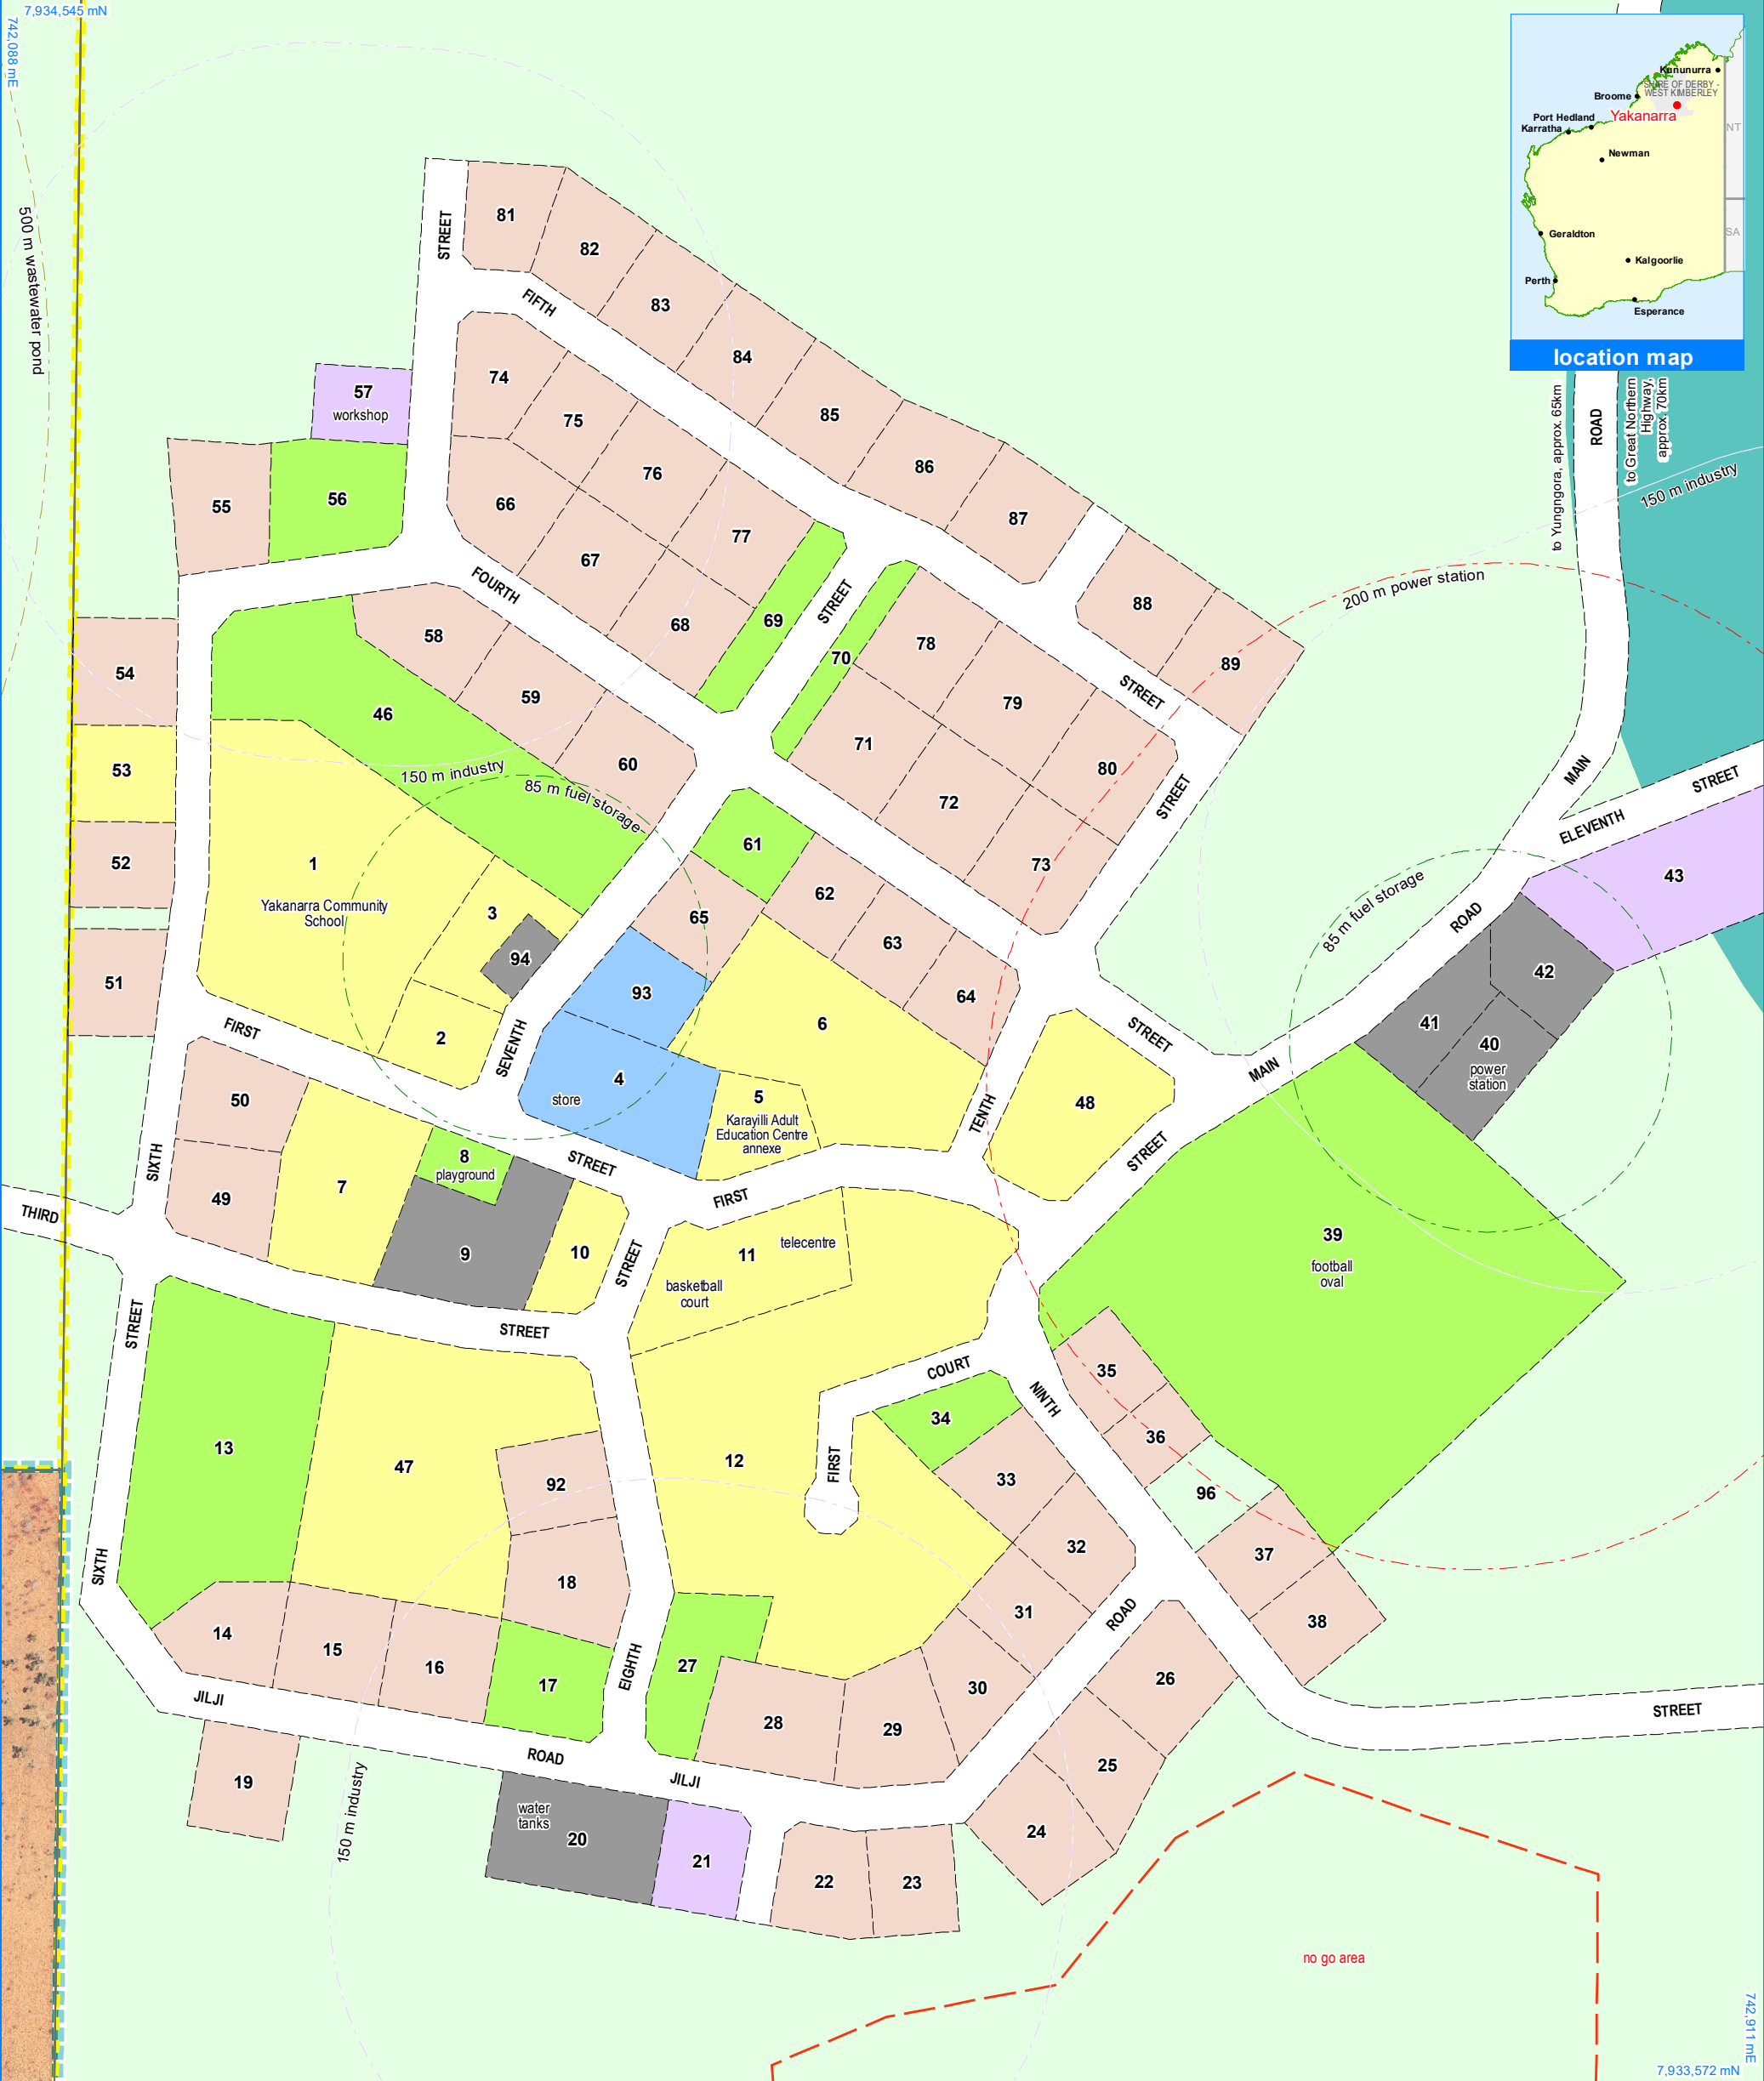 7,934,545 mN
742,088 mE
500 m wastewater pond
Kununurra
SHIRE OF DERBY -
WEST KIMBERLEY
Broome
Yakanarra
Port Hedland
Karratha
NT
Newman
SA
Geraldton
Kalgoorlie
Perth
Esperance
location map
to Yungngora, approx. 65km
ROAD
to Great Northern
Highway,
approx. 70km
150 m industry
200 m power station
STREET
81
82
FIFTH
83
84
74
57
workshop
75
85
86
76
55
56
66
87
77
67
FOURTH
STREET
88
69
68
58
78
70
89
54
59
79
STREET
46
71
60
80
53
150 m industry
85 m fuel storage
72
STREET
MAIN
STREET
ELEVENTH
61
52
1
73
43
Yakanarra Community
School
62
3
65
63
85 m fuel storage
ROAD
94
42
51
93
64
FIRST
2
6
41
STREET
40
power
station
SEVENTH
MAIN
4
store
5
Karayilli Adult
Education Centre
annexe
48
50
TENTH
8
playground
STREET
STREET
SIXTH
7
49
FIRST
THIRD
9
10
STREET
11
telecentre
39
football
oval
basketball
court
STREET
STREET
COURT
35
NINTH
34
36
13
47
12
FIRST
33
92
96
32
37
SIXTH
18
31
ROAD
38
14
15
16
EIGHTH
27
17
30
26
JILJI
STREET
28
29
ROAD
JILJI
25
19
150 m industry
water
tanks
20
24
21
22
23
no go area
742,911 mE
7,933,572 mN